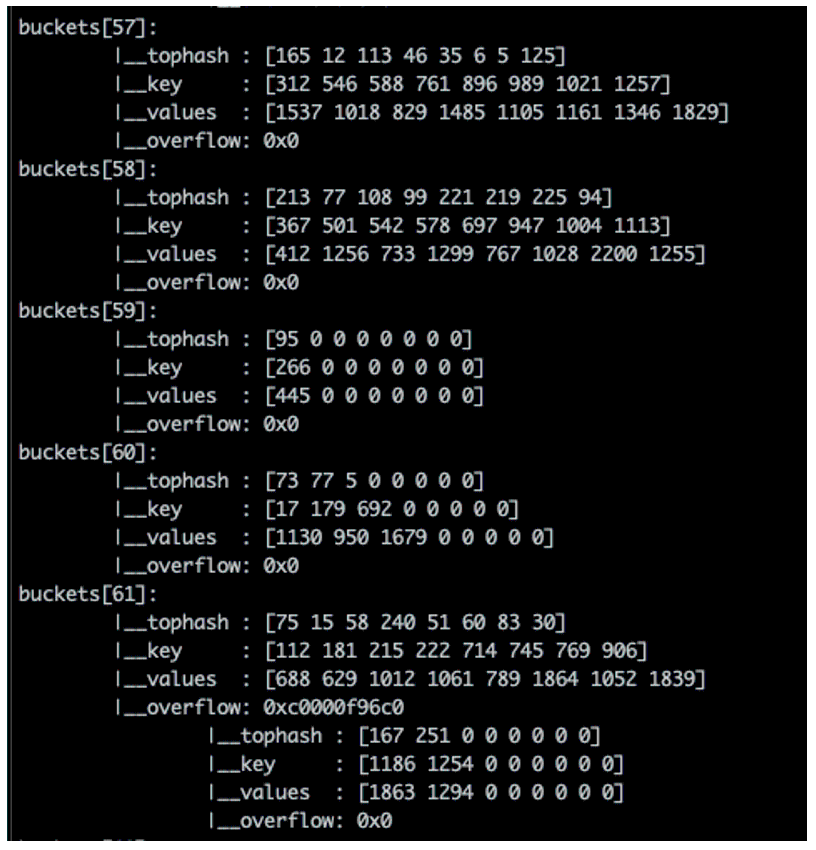 buckets[57]:
|__tophash : [165 12 113 46 35 6 5 125]
|__key : [312 546 588 761 896 989 1021 1257]
|__values : [1537 1018 829 1485 1105 1161 1346 1829]
|__overflow: 0x0
buckets[58]:
|__tophash : [213 77 108 99 221 219 225 94]
|__key : [367 501 542 578 697 947 1004 1113]
|__values : [412 1256 733 1299 767 1028 2200 1255]
|__overflow: 0x0
buckets[59]:
|__tophash : [95 0 0 0 0 0 0 0]
|__key : [266 0 0 0 0 0 0 0]
|__values : [445 0 0 0 0 0 0 0]
|__overflow: 0x0
buckets[60]:
|__tophash : [73 77 5 0 0 0 0 0]
|__key : [17 179 692 0 0 0 0 0]
|__values : [1130 950 1679 0 0 0 0 0]
|__overflow: 0x0
buckets[61]:
|__tophash : [75 15 58 240 51 60 83 30]
|__key : [112 181 215 222 714 745 769 906]
|__values : [688 629 1012 1061 789 1864 1052 1839]
|__overflow: 0xc0000f96c0
|__tophash : [167 251 0 0 0 0 0 0]
|__key : [1186 1254 0 0 0 0 0 0]
|__values : [1863 1294 0 0 0 0 0 0]
|__overflow: 0x0